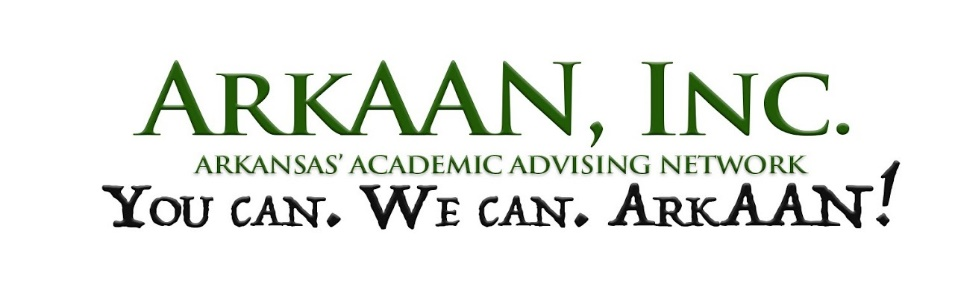 ArkAAN, Inc.
ARKANSAS' ACADEMIC ADVISING NETWORK
You can. We can. ArkAAN!